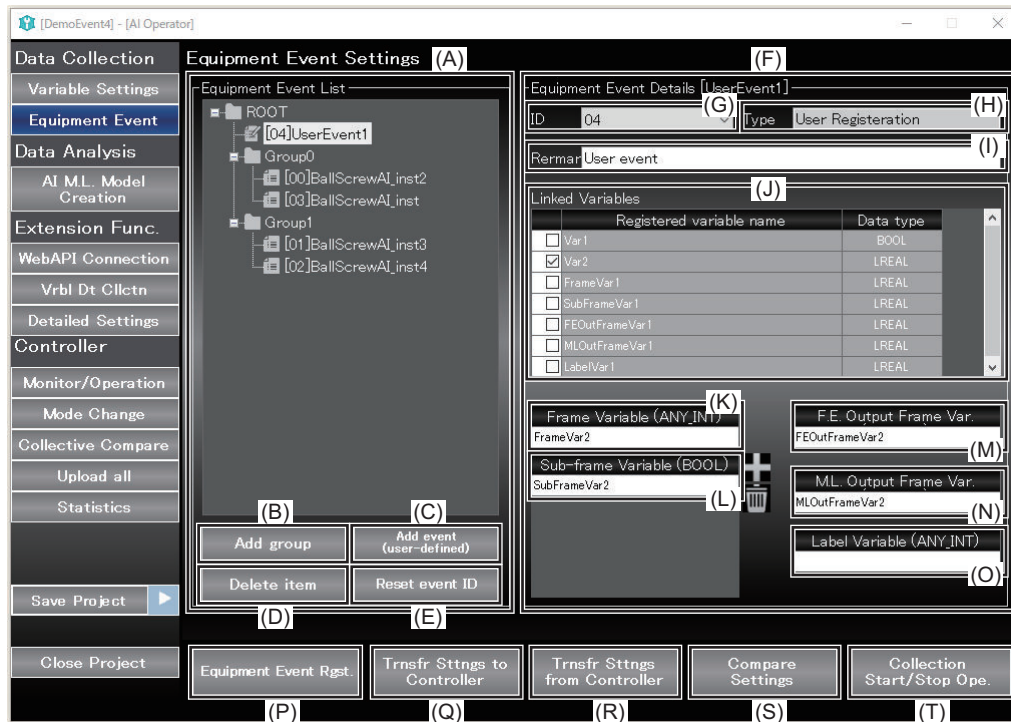 [DemoEvent4] - [AI Operator]
Data Collection
Variable Settings
Equipment Event
Data Analysis
AI M.L. Model
Creation
Extension Func.
WebAPI Connection
Vrbl Dt Cllctn
Detailed Settings
Controller
Monitor/Operation
Mode Change
Collective Compare
Upload all
Statistics
Save Project
Close Project
Equipment Event Settings (A)
Equipment Event List
ROOT
[04]UserEvent1
Group0
[00]BallScrewAI_inst2
[03]BallScrewAI_inst
Group1
[01]BallScrewAI_inst3
[02]BallScrewAI_inst4
(B) (C)
Add group
Add event
(user-defined)
Delete item
Reset event ID
(D) (E)
(F)
Equipment Event Details [UserEvent1]
(G) (H)
ID 04 Type User Registeration
(I)
Rermar User event
(J)
Linked Variables
Registered variable name Data type
Var1 BOOL
Var2 LREAL
FrameVar1 LREAL
SubFrameVar1 LREAL
FEOutFrameVar1 LREAL
MLOutFrameVar1 LREAL
LabelVar1 LREAL
(K)
Frame Variable (ANY_INT)
FrameVar2
Sub-frame Variable (BOOL)
SubFrameVar2
(L)
F.E. Output Frame Var.
FEOutFrameVar2
(M)
M.L. Output Frame Var.
MLOutFrameVar2
(N)
Label Variable (ANY_INT)
(O)
Equipment Event Rgst.
Trnsfr Sttngs to
Controller
Trnsfr Sttngs
from Controller
Compare
Settings
Collection
Start/Stop Ope.
(P) (Q) (R) (S) (T)